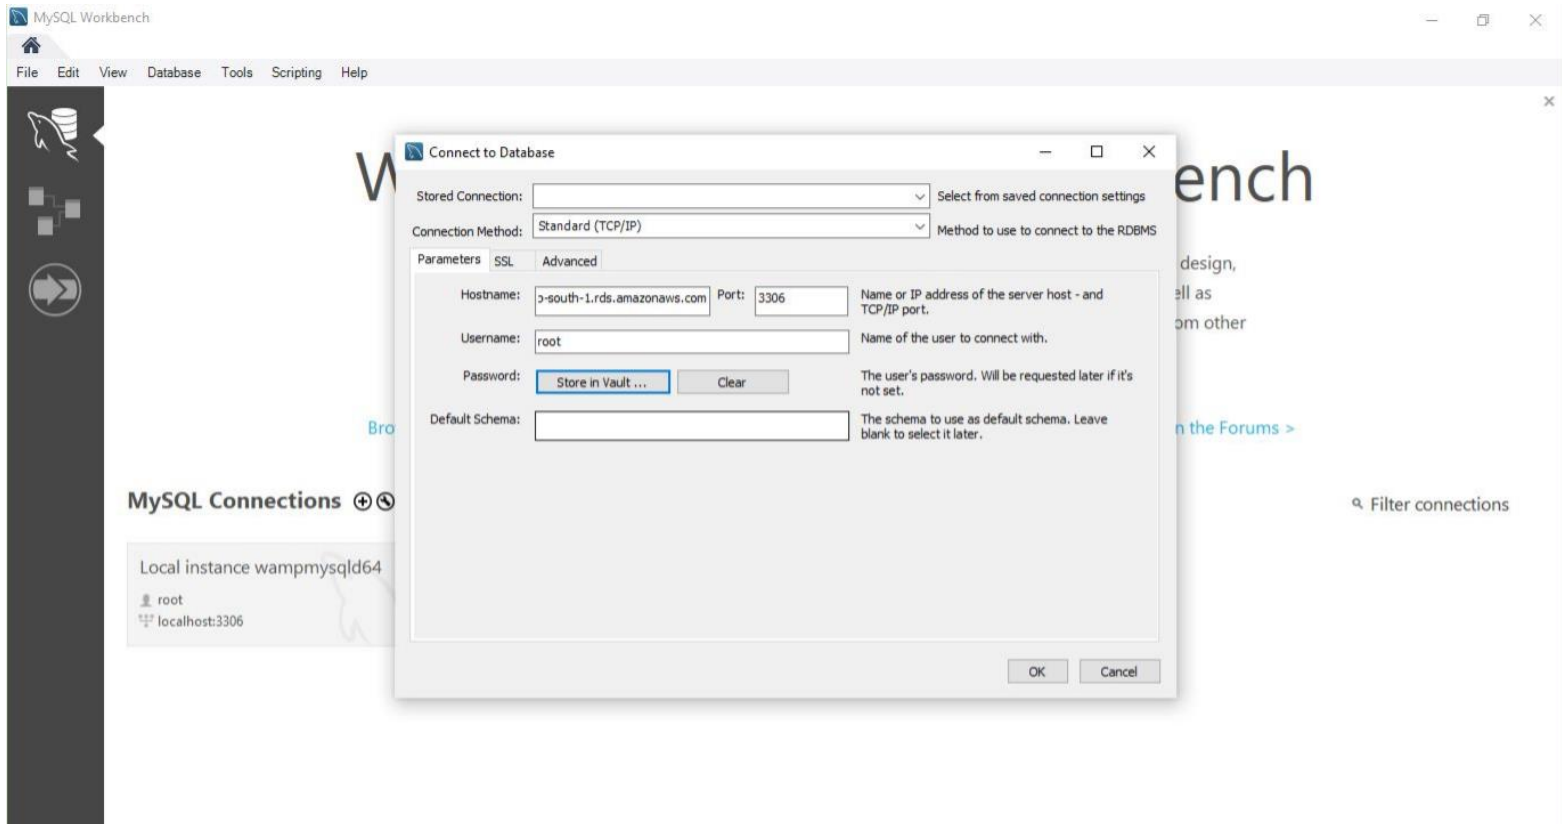 MySQL Workbench
File Edit View Database Tools Scripting Help
Connect to Database
Stored Connection: Select from saved connection settings
Connection Method: Standard (TCP/IP) Method to use to connect to the RDBMS
Parameters SSL Advanced
Hostname: o-south-1.rds.amazonaws.com Port: 3306 Name or IP address of the server host - and
TCP/IP port.
Username: root Name of the user to connect with.
Password: Store in Vault ... Clear The user's password. Will be requested later if it's
not set.
Default Schema: The schema to use as default schema. Leave
blank to select it later.
OK Cancel
W ench
design,
ell as
om other
Bro n the Forums >
MySQL Connections Filter connections
Local instance wampmysqld64
root
localhost:3306